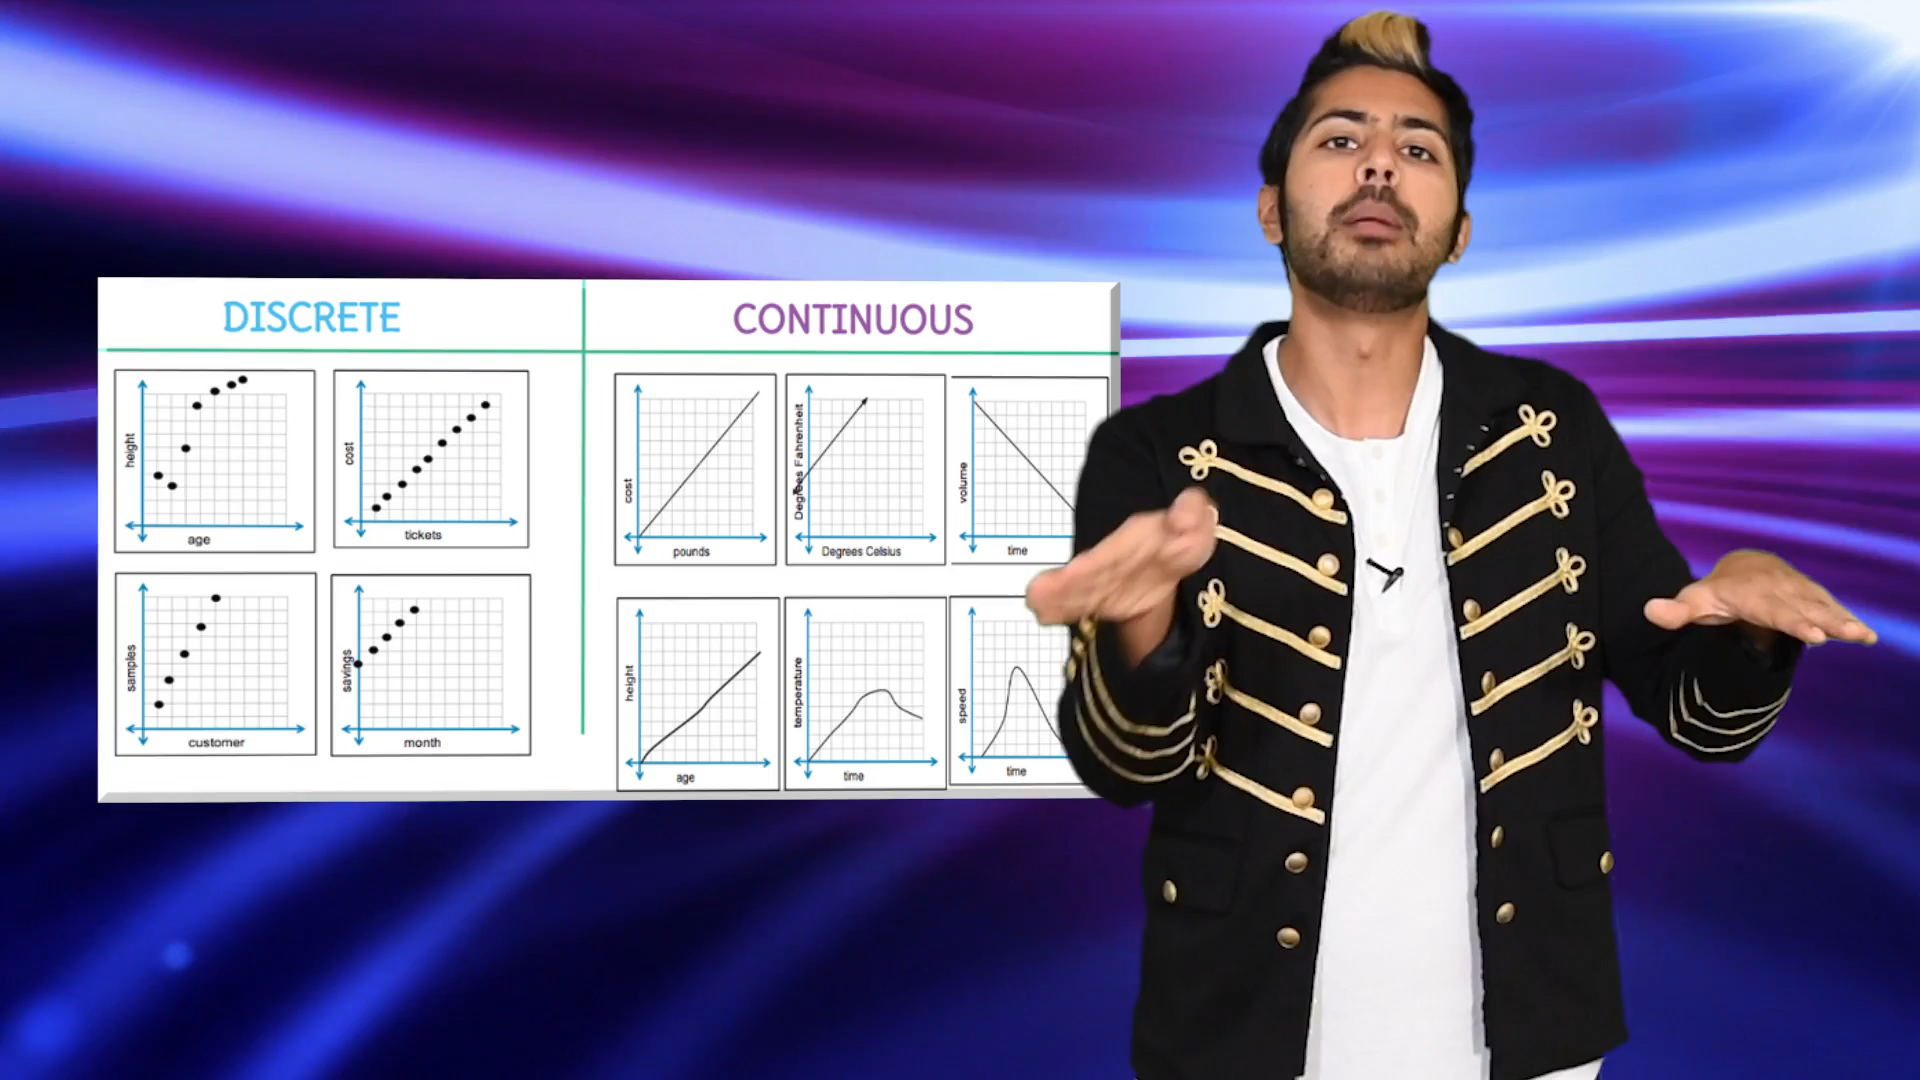 DISCRETE
CONTINUOUS
height
age
cost
tickets
cost
pounds
Degrees Fahrenheit
Degrees Celsius
volume
time
samples
customer
savings
month
height
age
temperature
time
speed
time